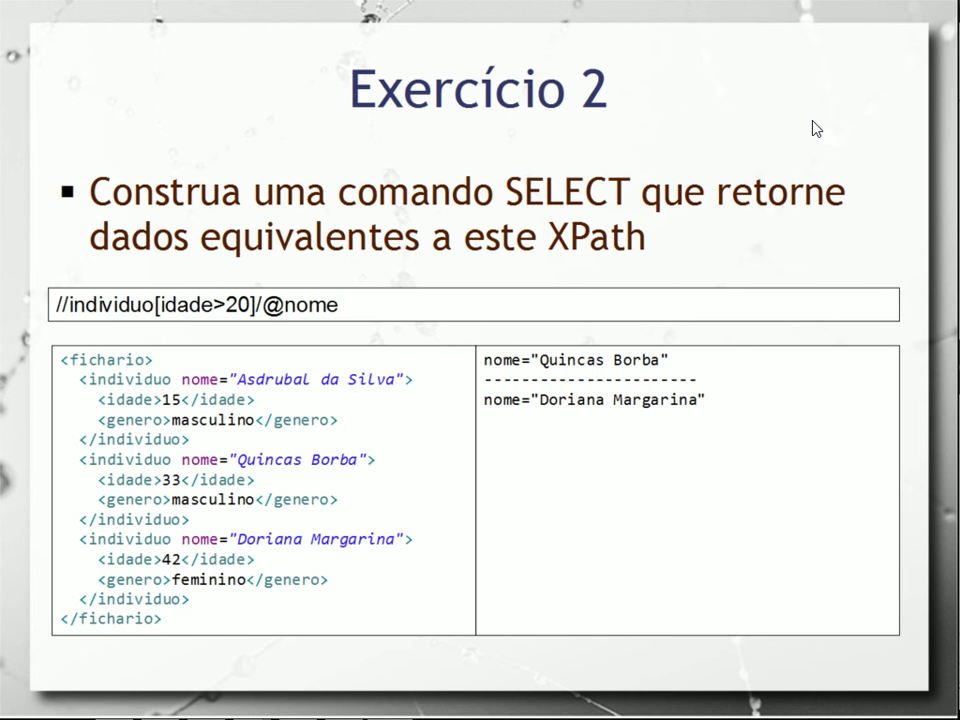 Exercício 2
▪ Construa uma comando SELECT que retorne
dados equivalentes a este XPath
//individuo[idade>20]/@nome
<fichario>
<individuo nome="Asdrubal da Silva">
<idade>15</idade>
<genero>masculino</genero>
</individuo>
<individuo nome="Quincas Borba">
<idade>33</idade>
<genero>masculino</genero>
</individuo>
<individuo nome="Doriana Margarina">
<idade>42</idade>
<genero>feminino</genero>
</individuo>
</fichario>
nome="Quincas Borba"
-----------------------
nome="Doriana Margarina"